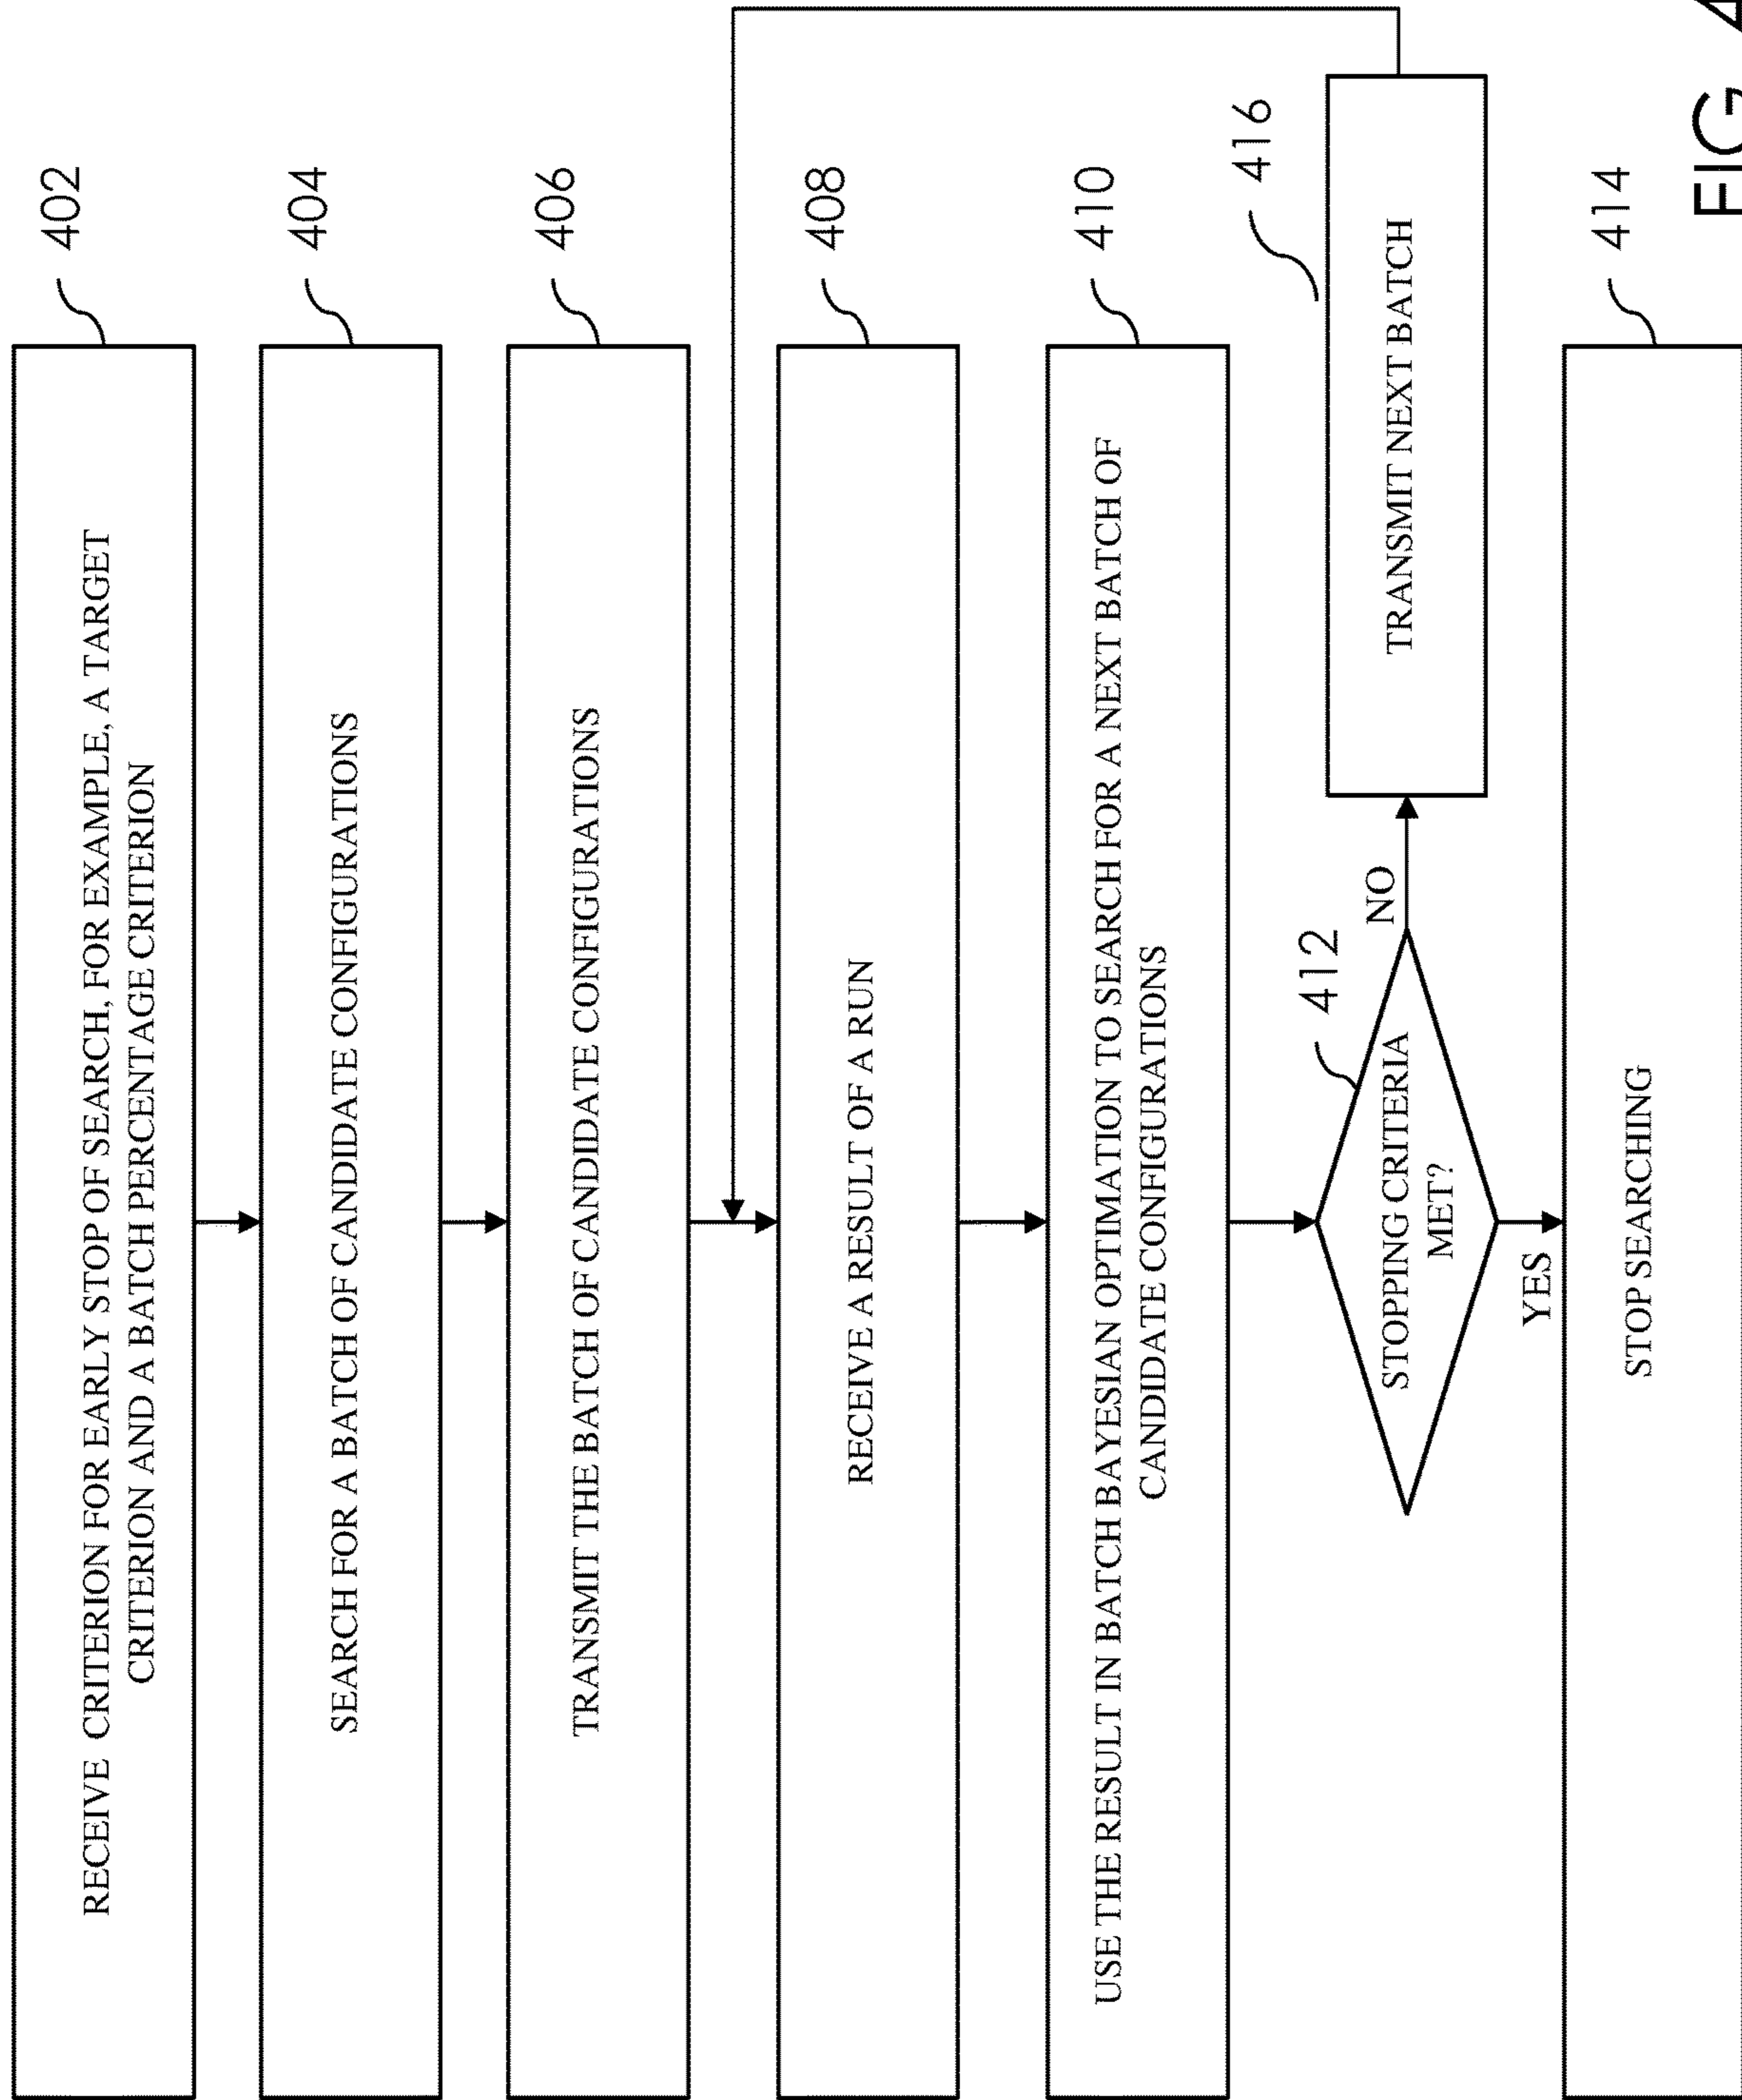 RECEIVE CRITERION FOR EARLY STOP OF SEARCH, FOR EXAMPLE, A TARGET
CRITERION AND A BATCH PERCENTAGE CRITERION
402
SEARCH FOR A BATCH OF CANDIDATE CONFIGURATIONS
404
TRANSMIT THE BATCH OF CANDIDATE CONFIGURATIONS
406
RECEIVE A RESULT OF A RUN
408
USE THE RESULT IN BATCH BAYESIAN OPTIMATION TO SEARCH FOR A NEXT BATCH OF
CANDIDATE CONFIGURATIONS
410
STOPPING CRITERIA
MET?
412
NO
TRANSMIT NEXT BATCH
416
YES
STOP SEARCHING
414
FIG 4